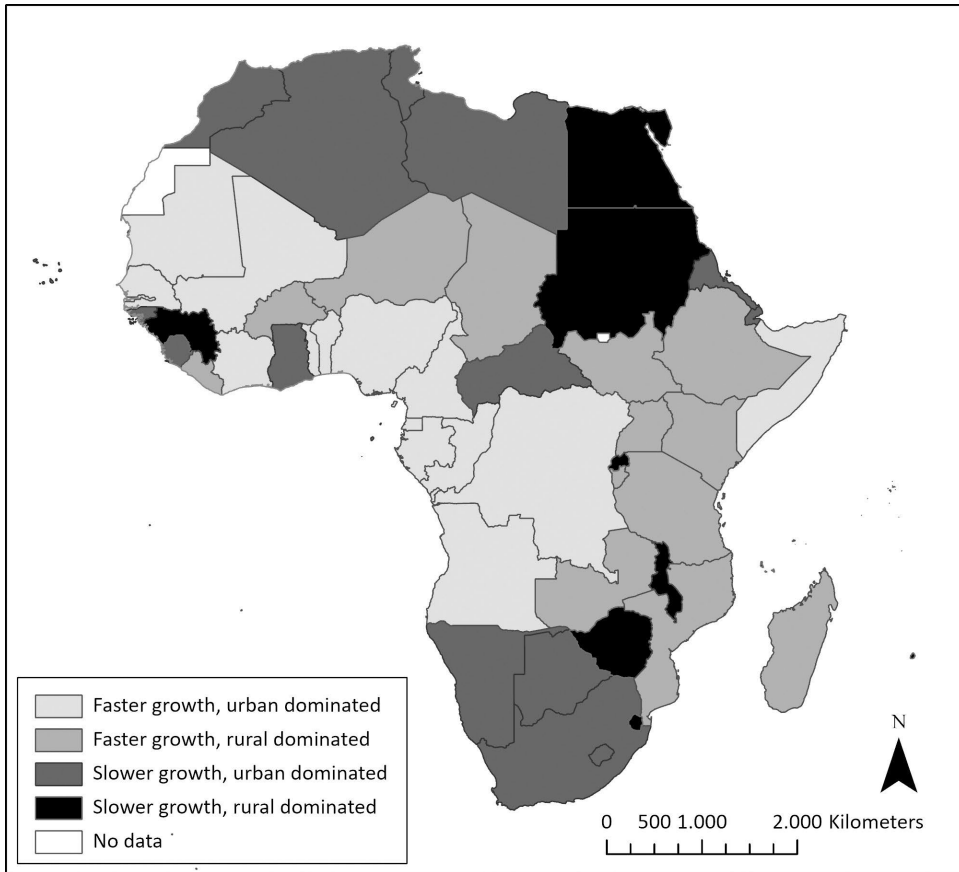 Faster growth, urban dominated
Faster growth, rural dominated
Slower growth, urban dominated
Slower growth, rural dominated
No data
N
0 500 1.000 2.000 Kilometers